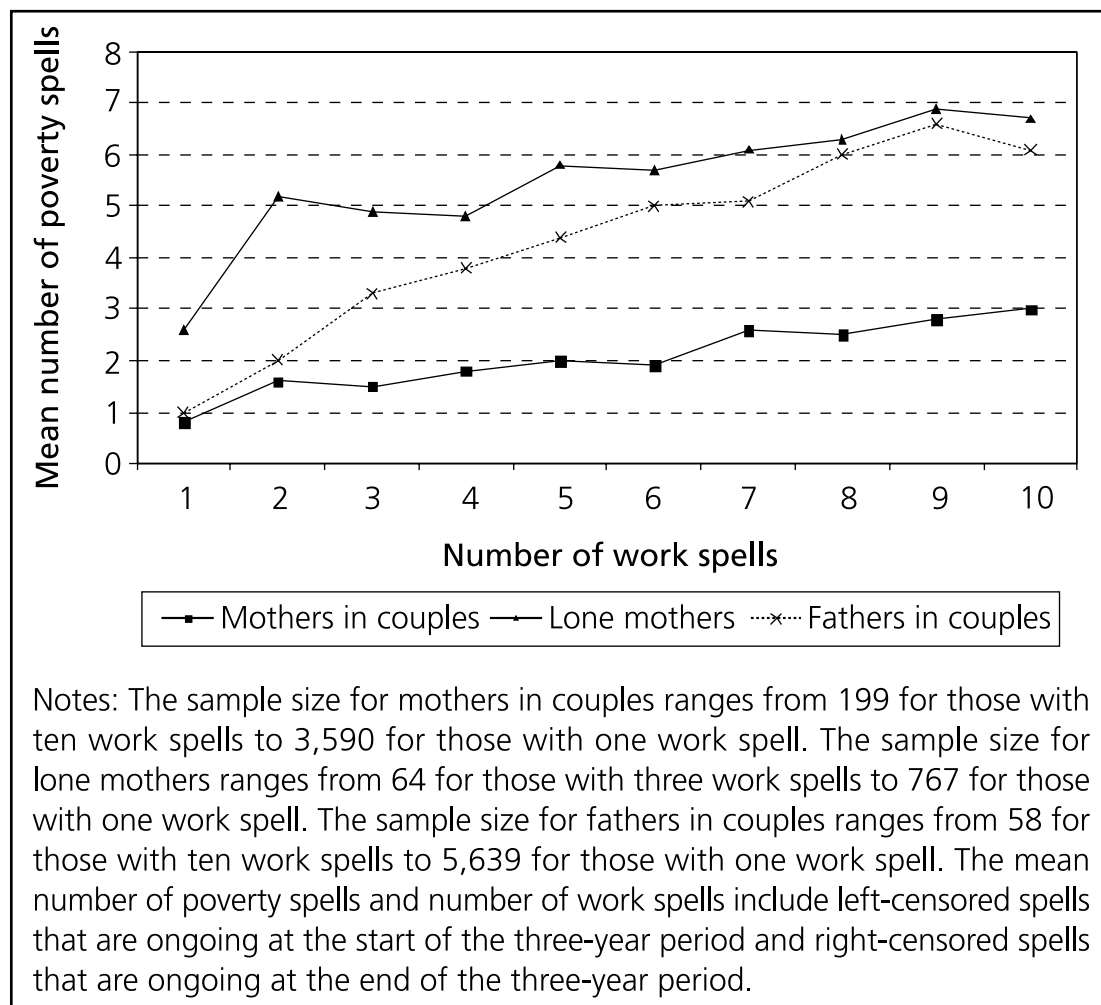 Mean number of poverty spells
8
7
6
5
4
3
2
1
0
1 2 3 4 5 6 7 8 9 10
Number of work spells
Mothers in couples Lone mothers Fathers in couples
Notes: The sample size for mothers in couples ranges from 199 for those with
ten work spells to 3,590 for those with one work spell. The sample size for
lone mothers ranges from 64 for those with three work spells to 767 for those
with one work spell. The sample size for fathers in couples ranges from 58 for
those with ten work spells to 5,639 for those with one work spell. The mean
number of poverty spells and number of work spells include left-censored spells
that are ongoing at the start of the three-year period and right-censored spells
that are ongoing at the end of the three-year period.